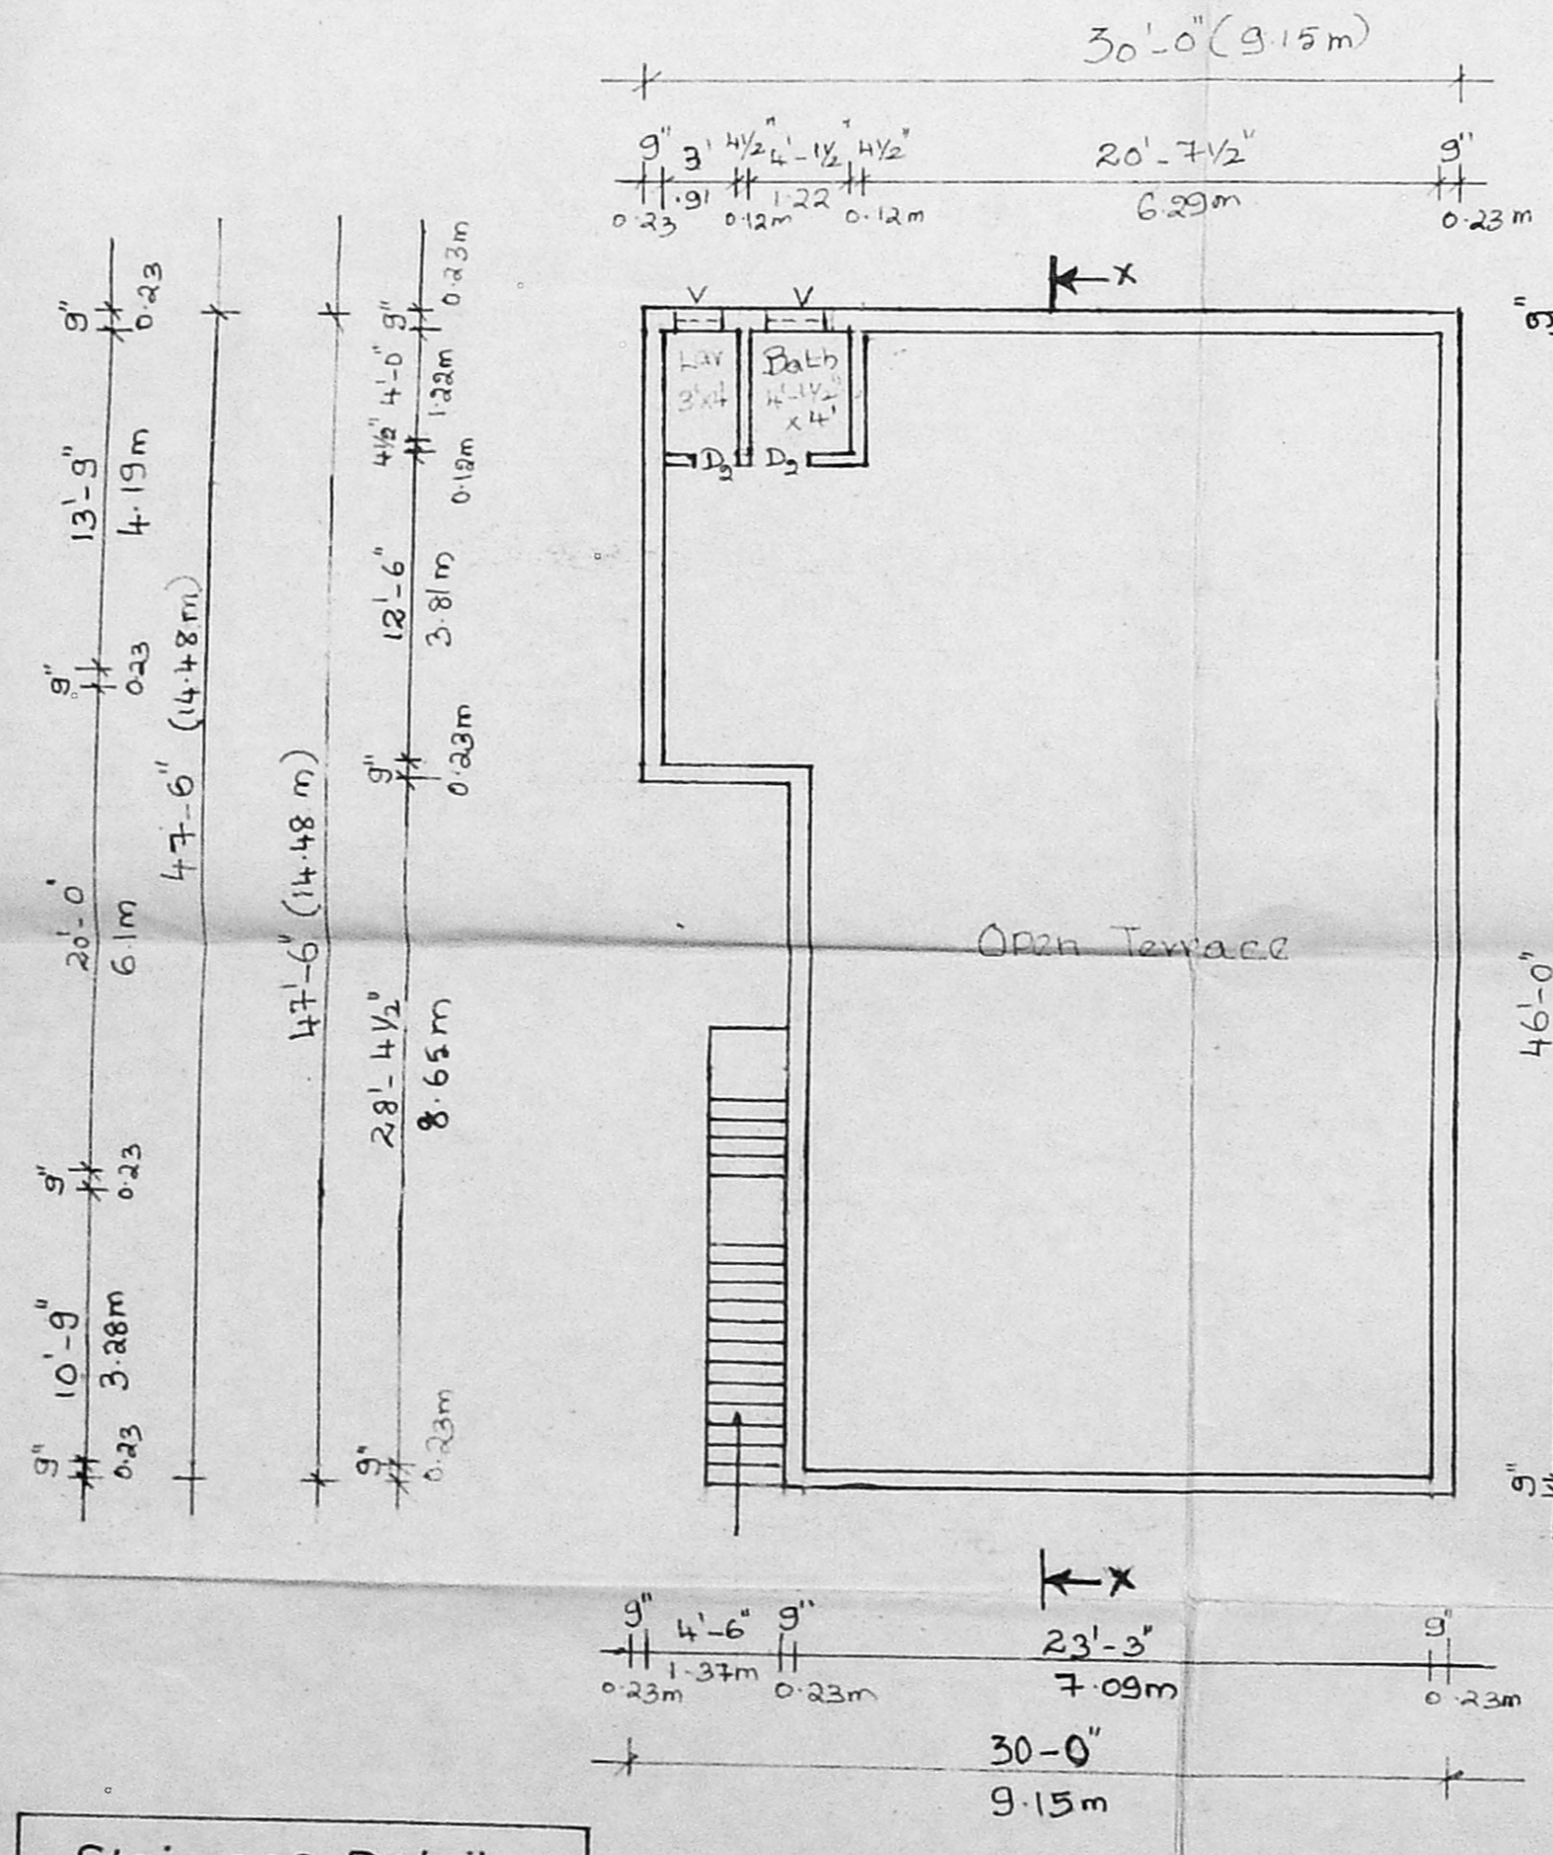 30'-0" (9.15m)
9" 3' 4½" 4'-1½" 4½" 20'-7½" 9"
0.23 .91 0.12m 1.22 0.12m 6.29m 0.23m
X
V V
Lav
3'x4'
Bath
4'-1½"
x 4'
D2 D2
Open Terrace
9"
46'-0"
9"
9" 13'-9" 9" 20'-0" 9" 10'-9" 9"
0.23 4.19m 0.23 6.1m 0.23 3.28m 0.23
47-6" (14.48m)
47'-6" (14.48 m)
9" 4'-0" 4½" 12'-6" 9" 28'-4½" 9"
0.23m 1.22m 0.12m 3.81m 0.23m 8.65m 0.23m
X
9" 4'-6" 9" 23'-3" 9"
0.23m 1.37m 0.23m 7.09m 0.23m
30-0"
9.15m